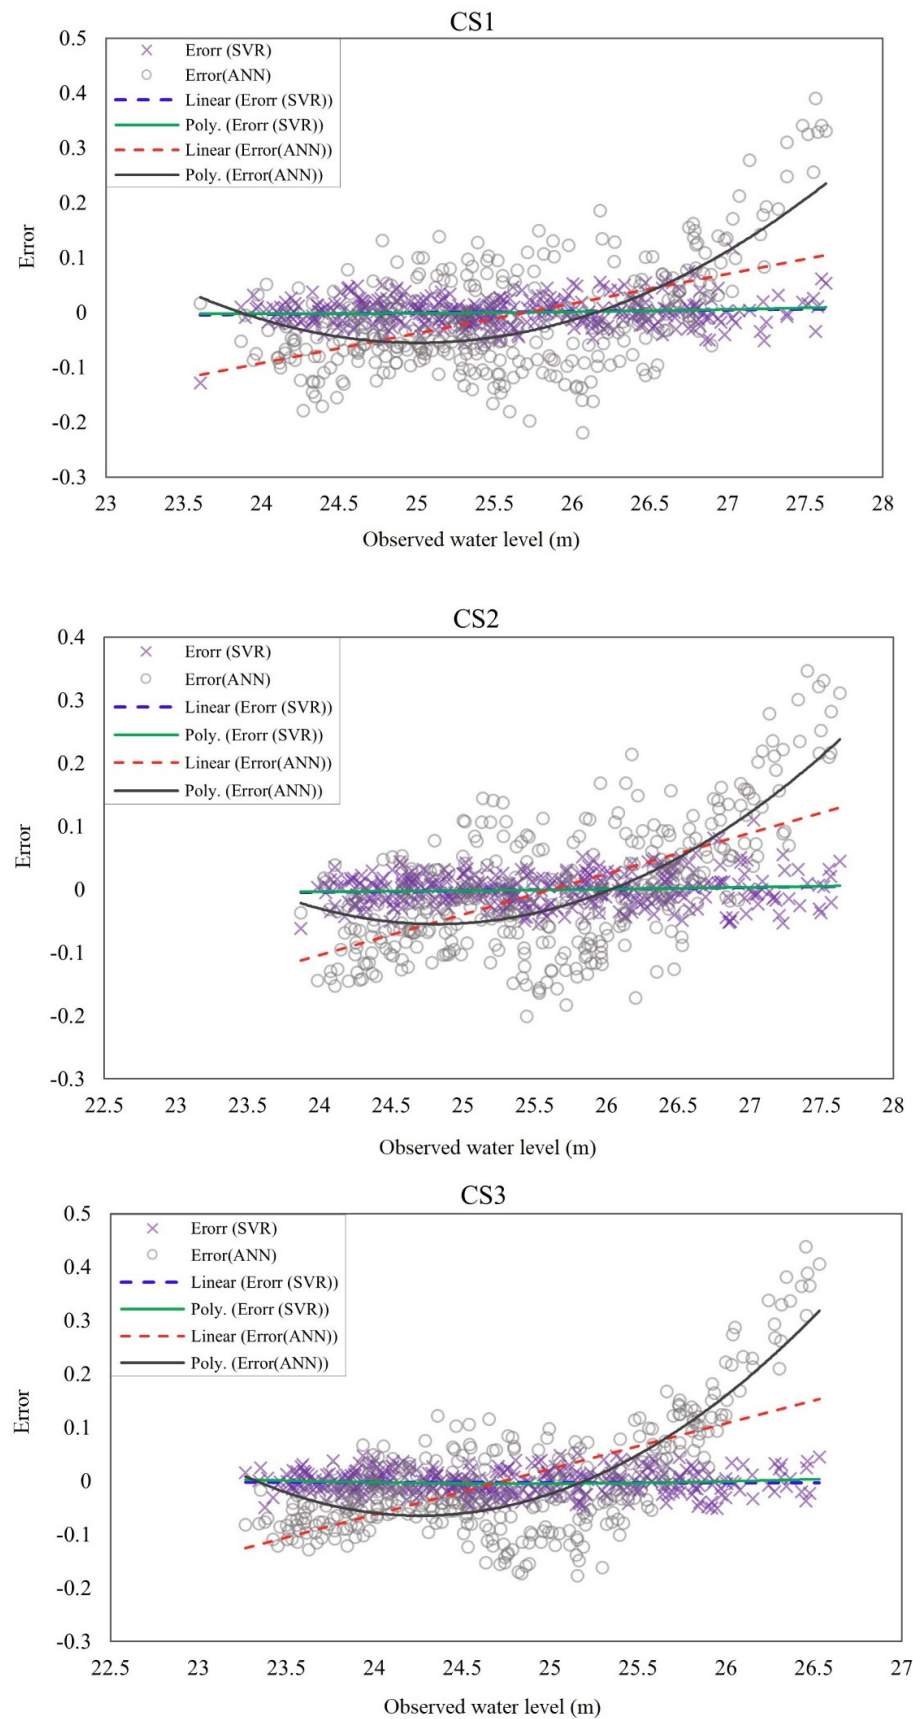 CS1
0.5
0.4
0.3
0.2
0.1
0
-0.1
-0.2
-0.3
Error
Erorr (SVR)
Error(ANN)
Linear (Erorr (SVR))
Poly. (Erorr (SVR))
Linear (Error(ANN))
Poly. (Error(ANN))
23 23.5 24 24.5 25 25.5 26 26.5 27 27.5 28
Observed water level (m)
CS2
0.4
0.3
0.2
0.1
0
-0.1
-0.2
-0.3
Error
Erorr (SVR)
Error(ANN)
Linear (Erorr (SVR))
Poly. (Erorr (SVR))
Linear (Error(ANN))
Poly. (Error(ANN))
22.5 23 23.5 24 24.5 25 25.5 26 26.5 27 27.5 28
Observed water level (m)
CS3
0.5
0.4
0.3
0.2
0.1
0
-0.1
-0.2
-0.3
Error
Erorr (SVR)
Error(ANN)
Linear (Erorr (SVR))
Poly. (Erorr (SVR))
Linear (Error(ANN))
Poly. (Error(ANN))
22.5 23 23.5 24 24.5 25 25.5 26 26.5 27
Observed water level (m)